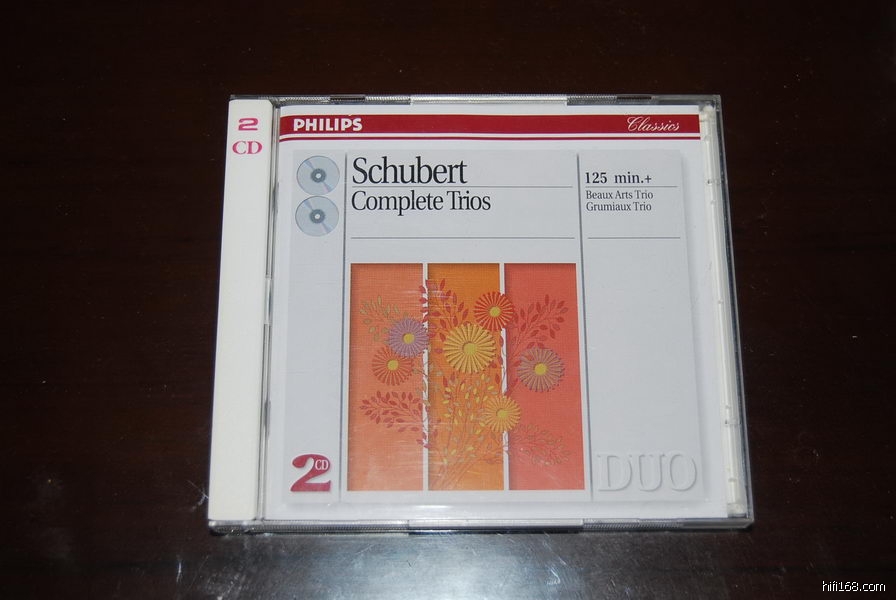 2
CD
PHILIPS
Classics
Schubert
Complete Trios
125 min.+
Beaux Arts Trio
Grumiaux Trio
2CD
DUO
hifi168.com